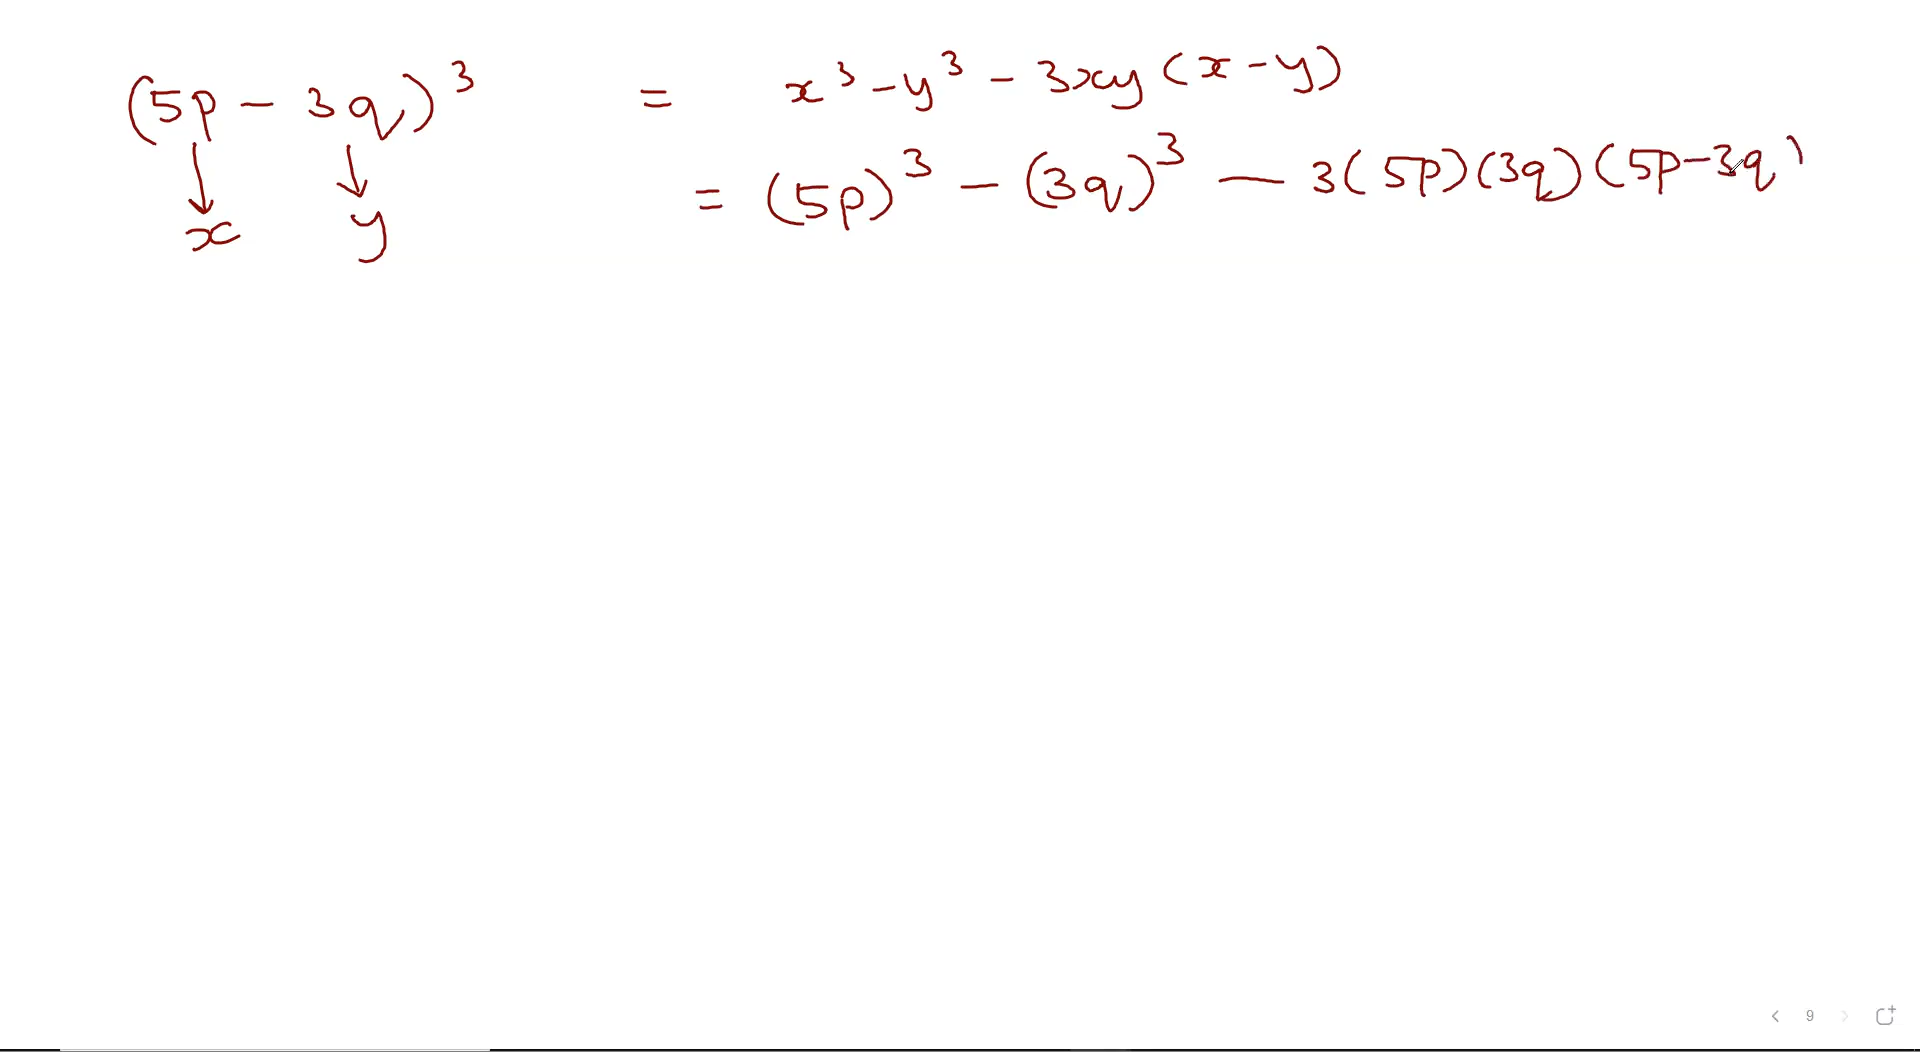 (5p - 3q)³ = x³ - y³ - 3xy(x - y)
= (5p)³ - (3q)³ - 3(5p)(3q)(5p - 3q)
x y
9